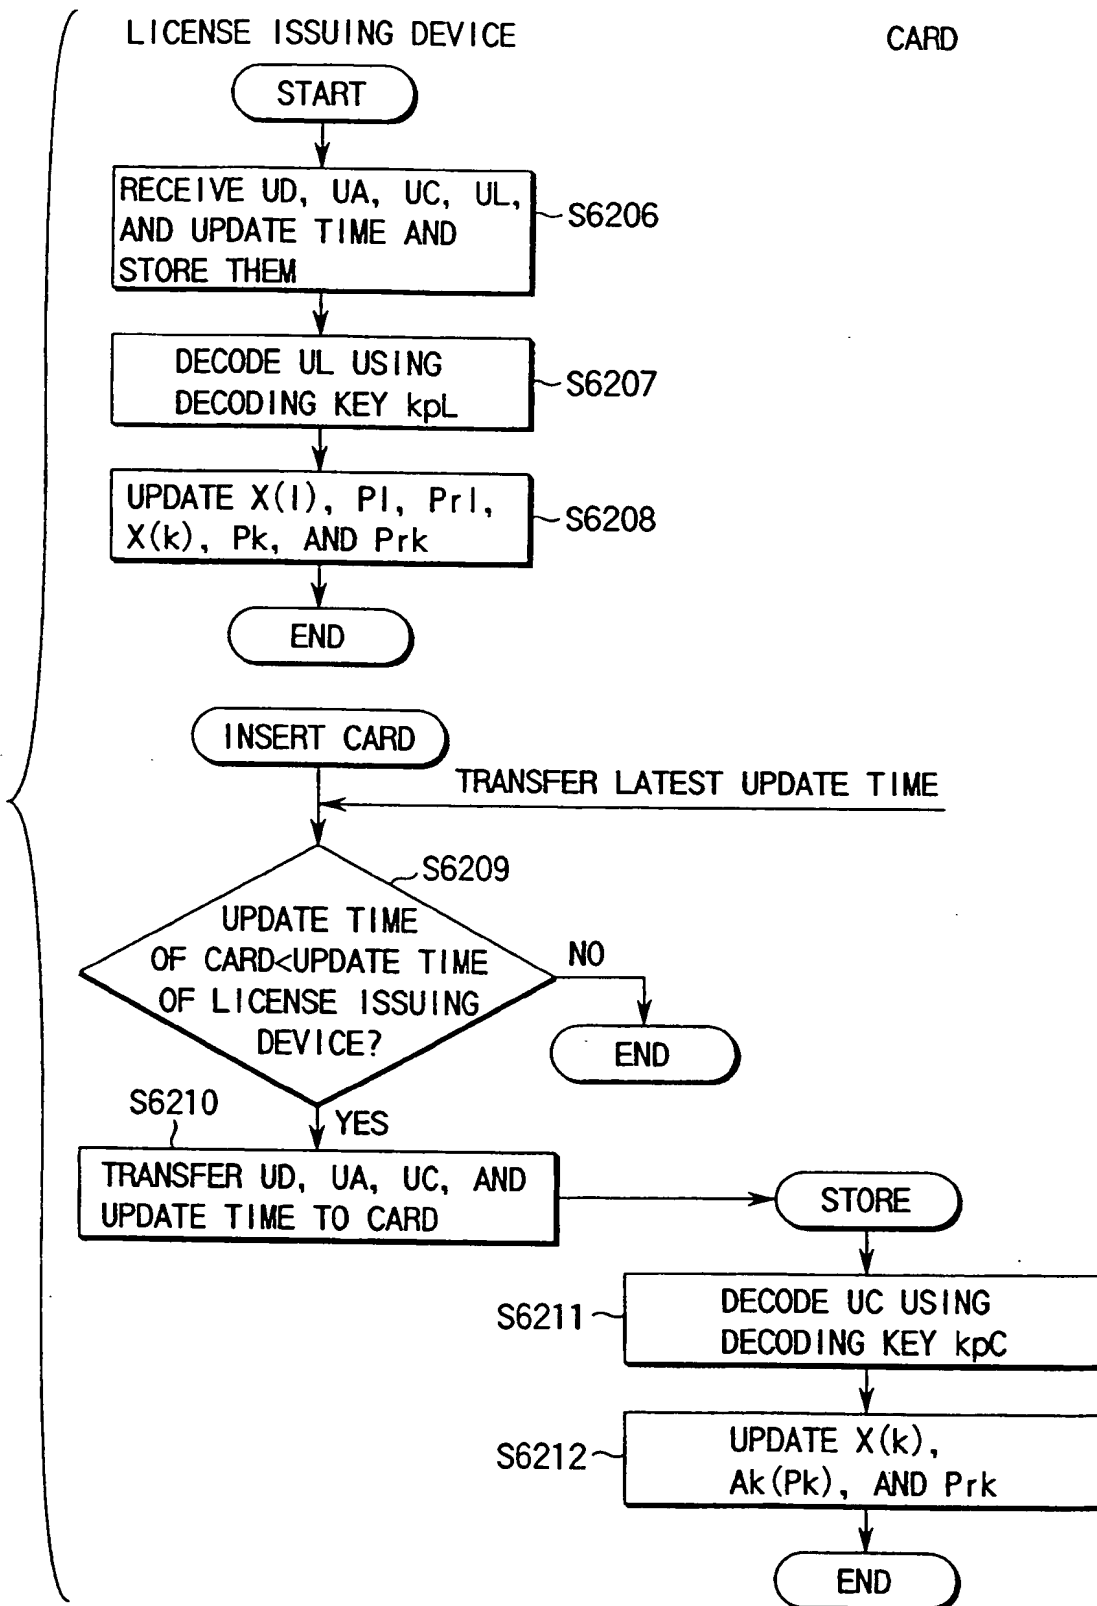 LICENSE ISSUING DEVICE
CARD
START
RECEIVE UD, UA, UC, UL,
AND UPDATE TIME AND
STORE THEM
S6206
DECODE UL USING
DECODING KEY kpL
S6207
UPDATE X(l), Pl, Prl,
X(k), Pk, AND Prk
S6208
END
INSERT CARD
TRANSFER LATEST UPDATE TIME
S6209
UPDATE TIME
OF CARD<UPDATE TIME
OF LICENSE ISSUING
DEVICE?
NO
END
S6210
YES
TRANSFER UD, UA, UC, AND
UPDATE TIME TO CARD
STORE
S6211
DECODE UC USING
DECODING KEY kpC
S6212
UPDATE X(k),
Ak(Pk), AND Prk
END